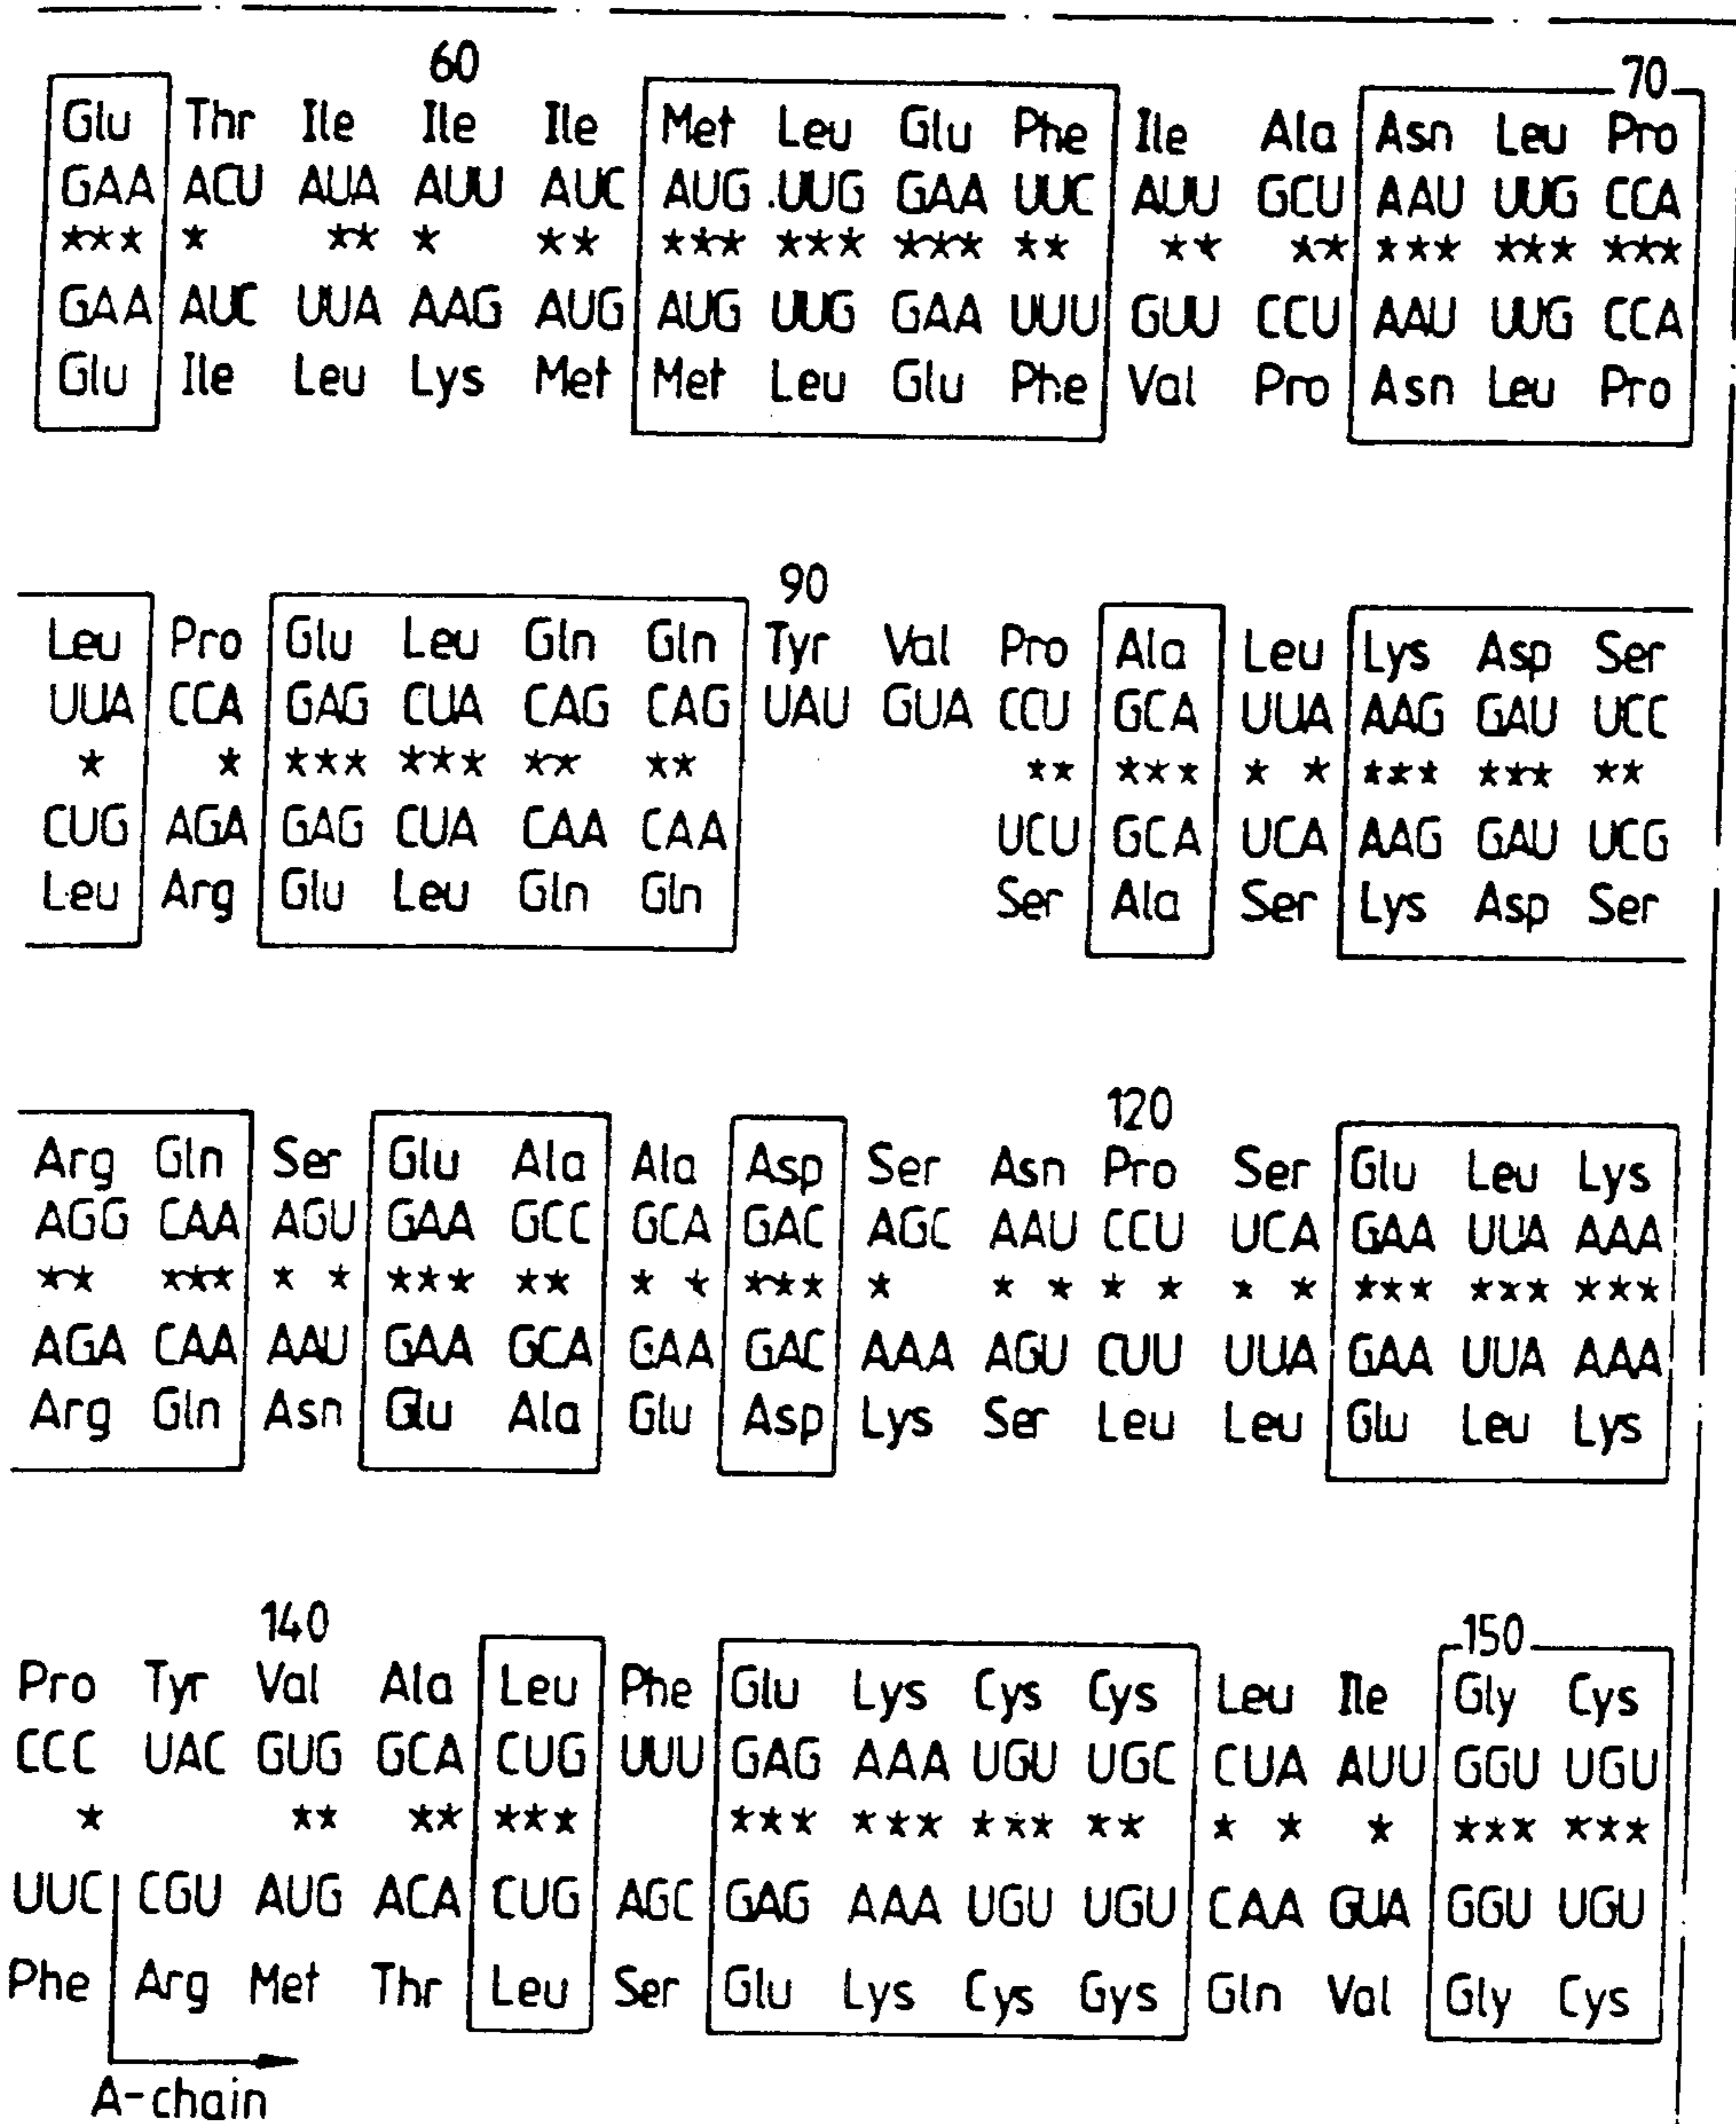 60 70
Glu Thr Ile Ile Ile Met Leu Glu Phe Ile Ala Asn Leu Pro
GAA ACU AUA AUU AUC AUG .UUG GAA UUC AUU GCU AAU UUG CCA
*** * ** * ** *** *** *** ** ** ** *** *** ***
GAA AUC UUA AAG AUG AUG UUG GAA UUU GUU CCU AAU UUG CCA
Glu Ile Leu Lys Met Met Leu Glu Phe Val Pro Asn Leu Pro
90
Leu Pro Glu Leu Gln Gln Tyr Val Pro Ala Leu Lys Asp Ser
UUA CCA GAG CUA CAG CAG UAU GUA CCU GCA UUA AAG GAU UCC
* * *** *** ** ** ** *** * * *** *** **
CUG AGA GAG CUA CAA CAA UCU GCA UCA AAG GAU UCG
Leu Arg Glu Leu Gln Gln Ser Ala Ser Lys Asp Ser
120
Arg Gln Ser Glu Ala Ala Asp Ser Asn Pro Ser Glu Leu Lys
AGG CAA AGU GAA GCC GCA GAC AGC AAU CCU UCA GAA UUA AAA
** *** * * *** ** * * *** * * * * * * * *** *** ***
AGA CAA AAU GAA GCA GAA GAC AAA AGU CUU UUA GAA UUA AAA
Arg Gln Asn Glu Ala Glu Asp Lys Ser Leu Leu Glu Leu Lys
140 150
Pro Tyr Val Ala Leu Phe Glu Lys Cys Cys Leu Ile Gly Cys
CCC UAC GUG GCA CUG UUU GAG AAA UGU UGC CUA AUU GGU UGU
* ** ** *** *** *** *** ** * * * *** ***
UUC CGU AUG ACA CUG AGC GAG AAA UGU UGU CAA GUA GGU UGU
Phe Arg Met Thr Leu Ser Glu Lys Cys Gys Gln Val Gly Cys
A-chain